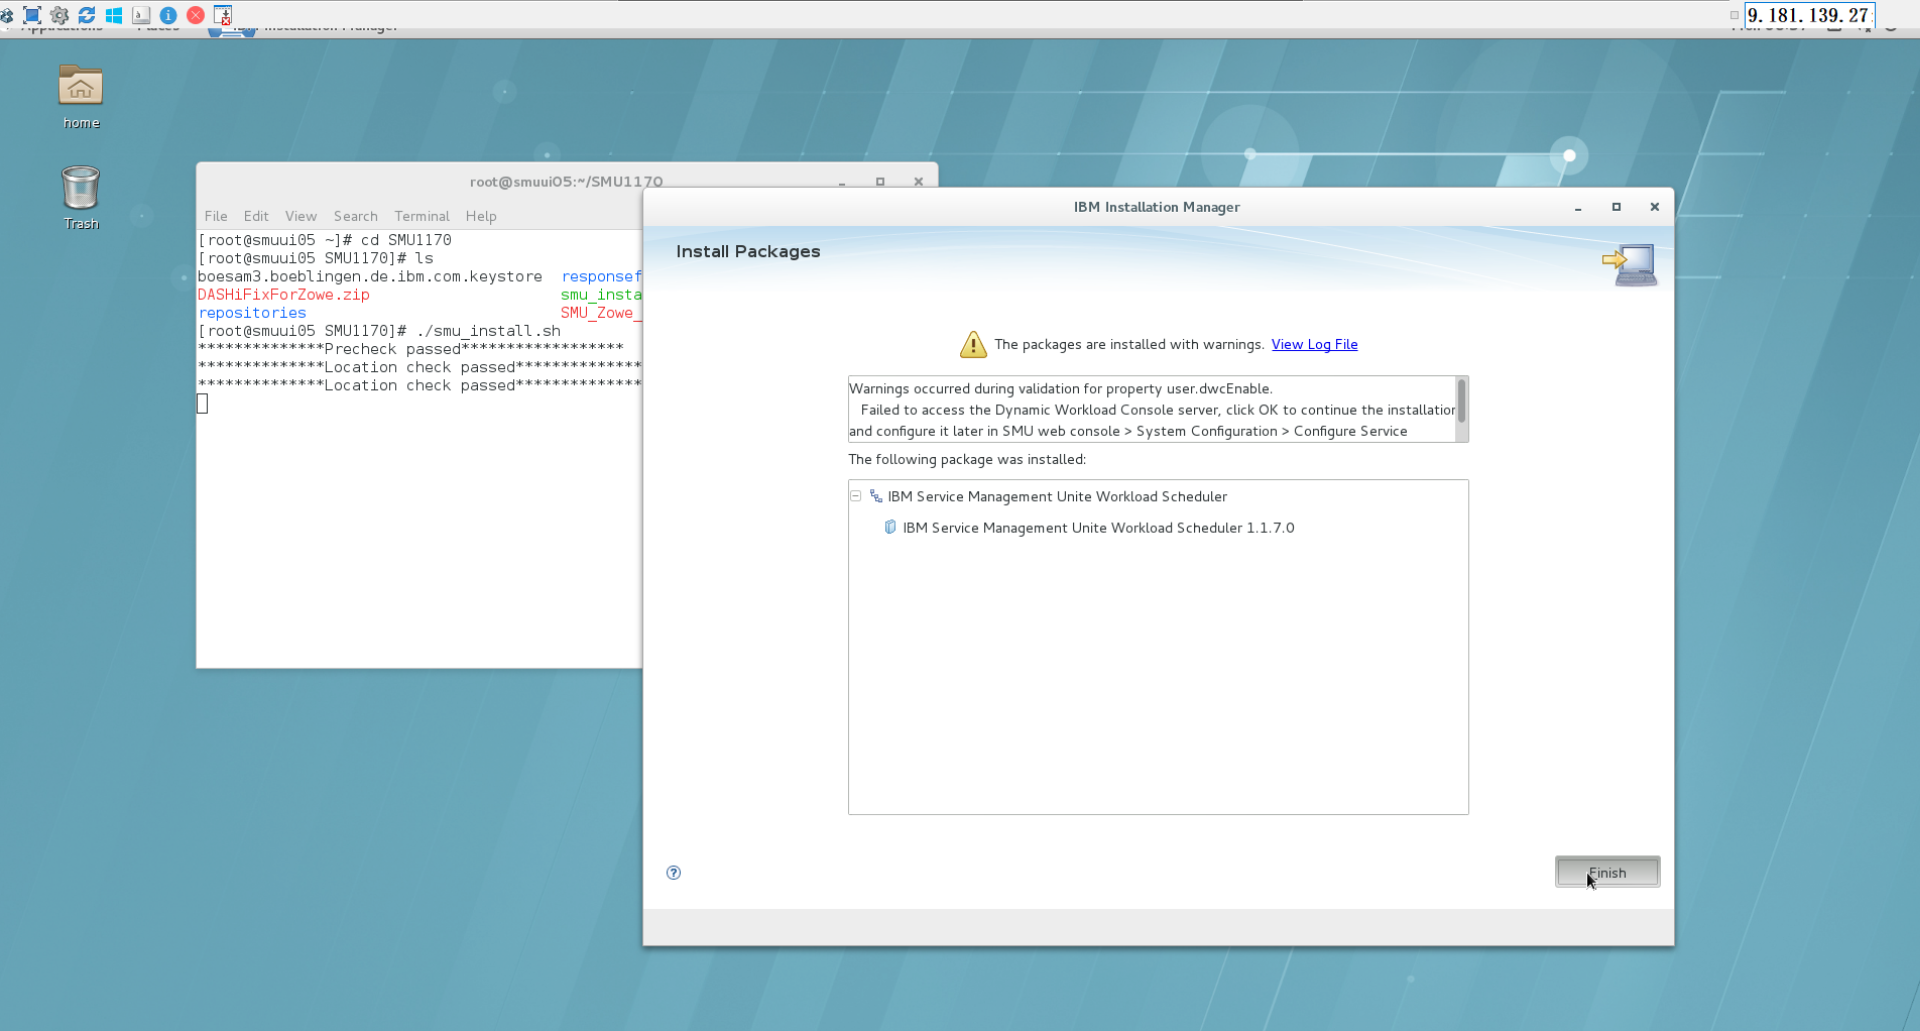 9.181.139.27
Applications
Places
IBM Installation Manager
home
Trash
root@smuui05:~/SMU1170
File Edit View Search Terminal Help
[root@smuui05 ~]# cd SMU1170
[root@smuui05 SMU1170]# ls
boesam3.boeblingen.de.ibm.com.keystore responsef
DASHiFixForZowe.zip smu_insta
repositories SMU_Zowe_
[root@smuui05 SMU1170]# ./smu_install.sh
**************Precheck passed******************
**************Location check passed**************
**************Location check passed**************
IBM Installation Manager
Install Packages
The packages are installed with warnings. View Log File
Warnings occurred during validation for property user.dwcEnable.
Failed to access the Dynamic Workload Console server, click OK to continue the installation
and configure it later in SMU web console > System Configuration > Configure Service
The following package was installed:
IBM Service Management Unite Workload Scheduler
IBM Service Management Unite Workload Scheduler 1.1.7.0
Finish